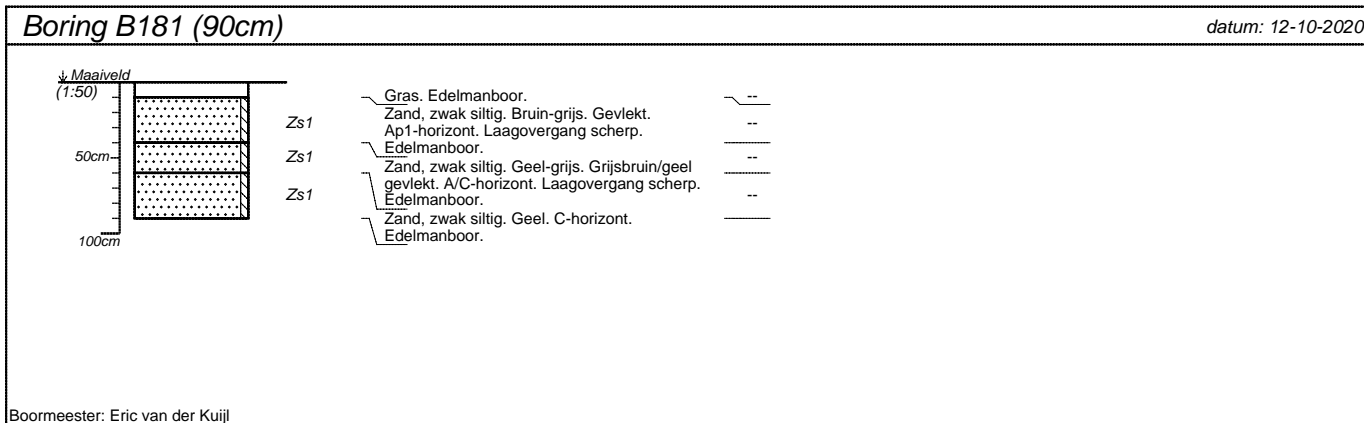 Boring B181 (90cm)
datum: 12-10-2020
Maaiveld
(1:50)
50cm
100cm
Zs1
Zs1
Zs1
Gras. Edelmanboor.
Zand, zwak siltig. Bruin-grijs. Gevlekt.
Ap1-horizont. Laagovergang scherp.
Edelmanboor.
Zand, zwak siltig. Geel-grijs. Grijsbruin/geel
gevlekt. A/C-horizont. Laagovergang scherp.
Edelmanboor.
Zand, zwak siltig. Geel. C-horizont.
Edelmanboor.
--
--
--
--
Boormeester: Eric van der Kuijl